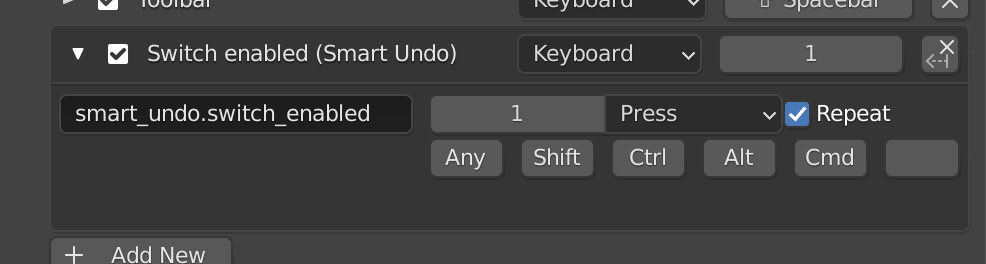 Toolbar Keyboard Spacebar
Switch enabled (Smart Undo) Keyboard 1
smart_undo.switch_enabled 1 Press Repeat
Any Shift Ctrl Alt Cmd
+ Add New